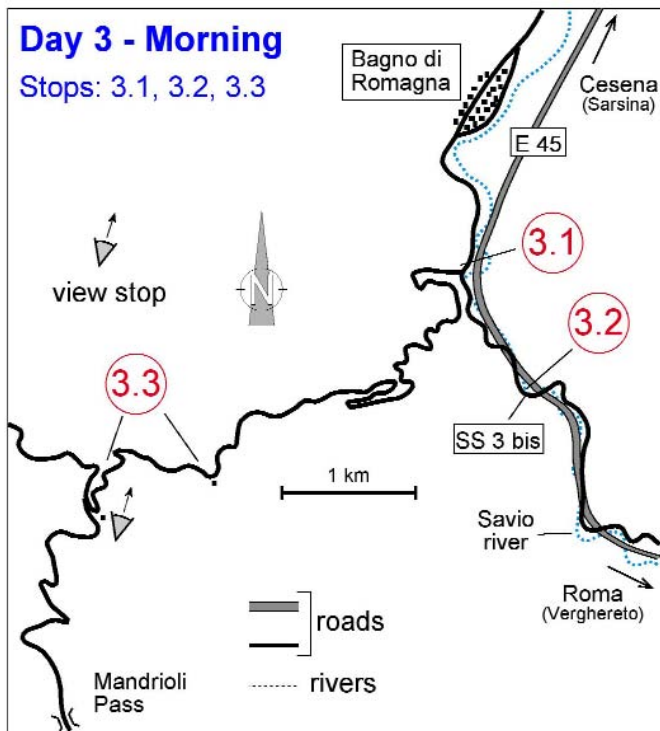 Day 3 - Morning
Stops: 3.1, 3.2, 3.3
Bagno di
Romagna
Cesena
(Sarsina)
E 45
3.1
view stop
N
3.2
3.3
SS 3 bis
1 km
Savio
river
Roma
(Verghereto)
roads
rivers
Mandrioli
Pass